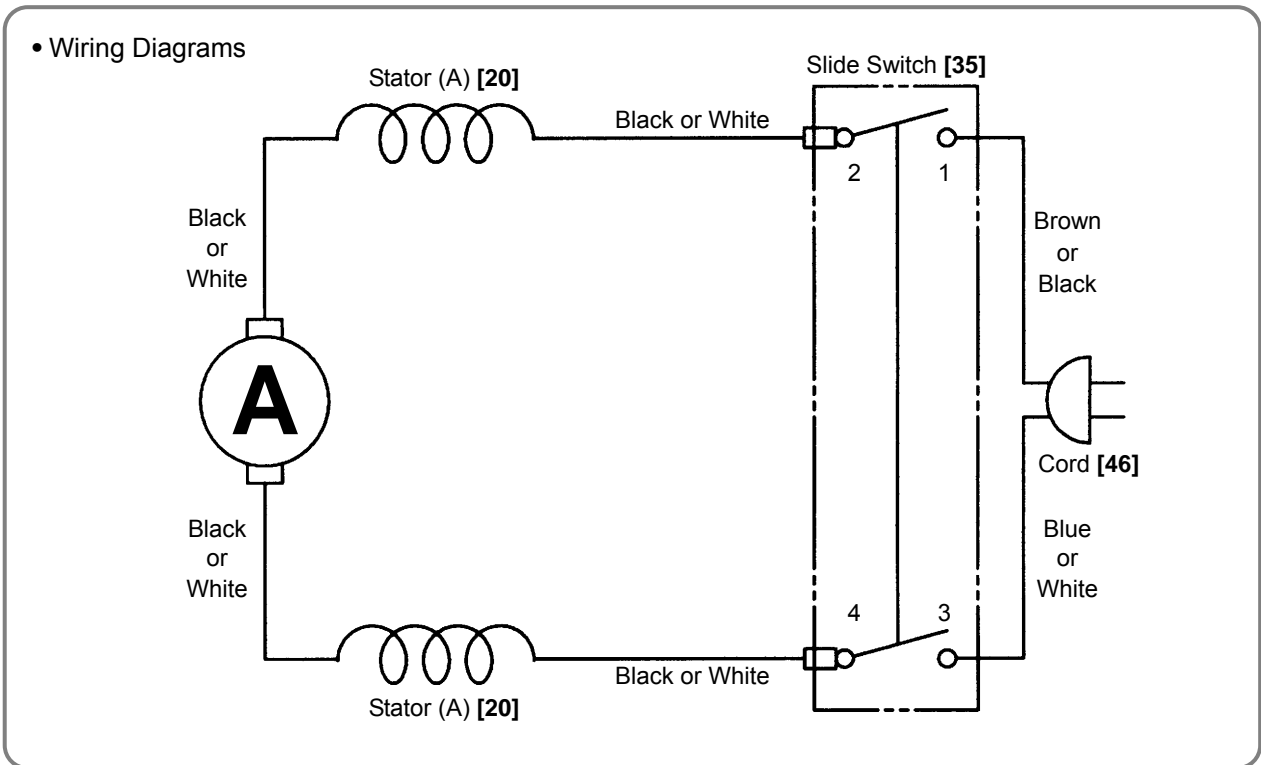 • Wiring Diagrams
Stator (A) [20]
Slide Switch [35]
Black or White
2
1
Black
or
White
Brown
or
Black
A
Cord [46]
Black
or
White
Blue
or
White
4
3
Black or White
Stator (A) [20]